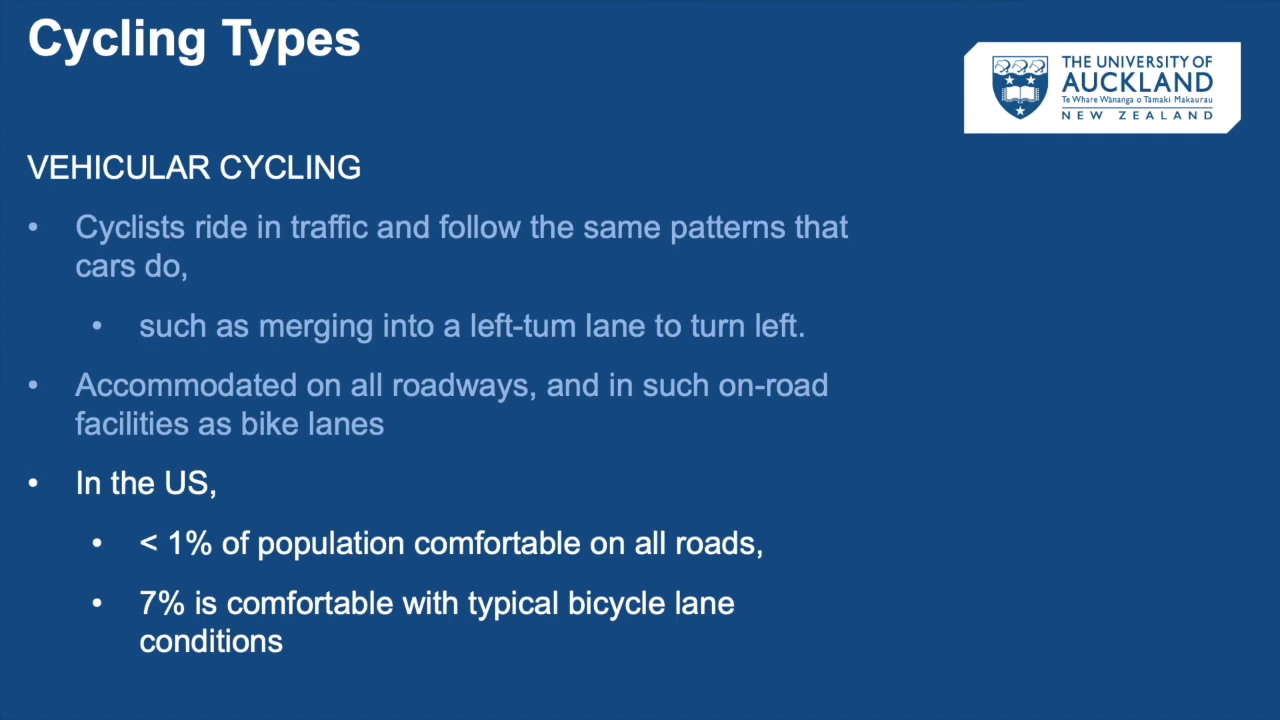 Cycling Types
THE UNIVERSITY OF
AUCKLAND
Te Whare Wānanga o Tāmaki Makaurau
NEW ZEALAND
VEHICULAR CYCLING
• Cyclists ride in traffic and follow the same patterns that
cars do,
• such as merging into a left-tum lane to turn left.
• Accommodated on all roadways, and in such on-road
facilities as bike lanes
• In the US,
• < 1% of population comfortable on all roads,
• 7% is comfortable with typical bicycle lane
conditions